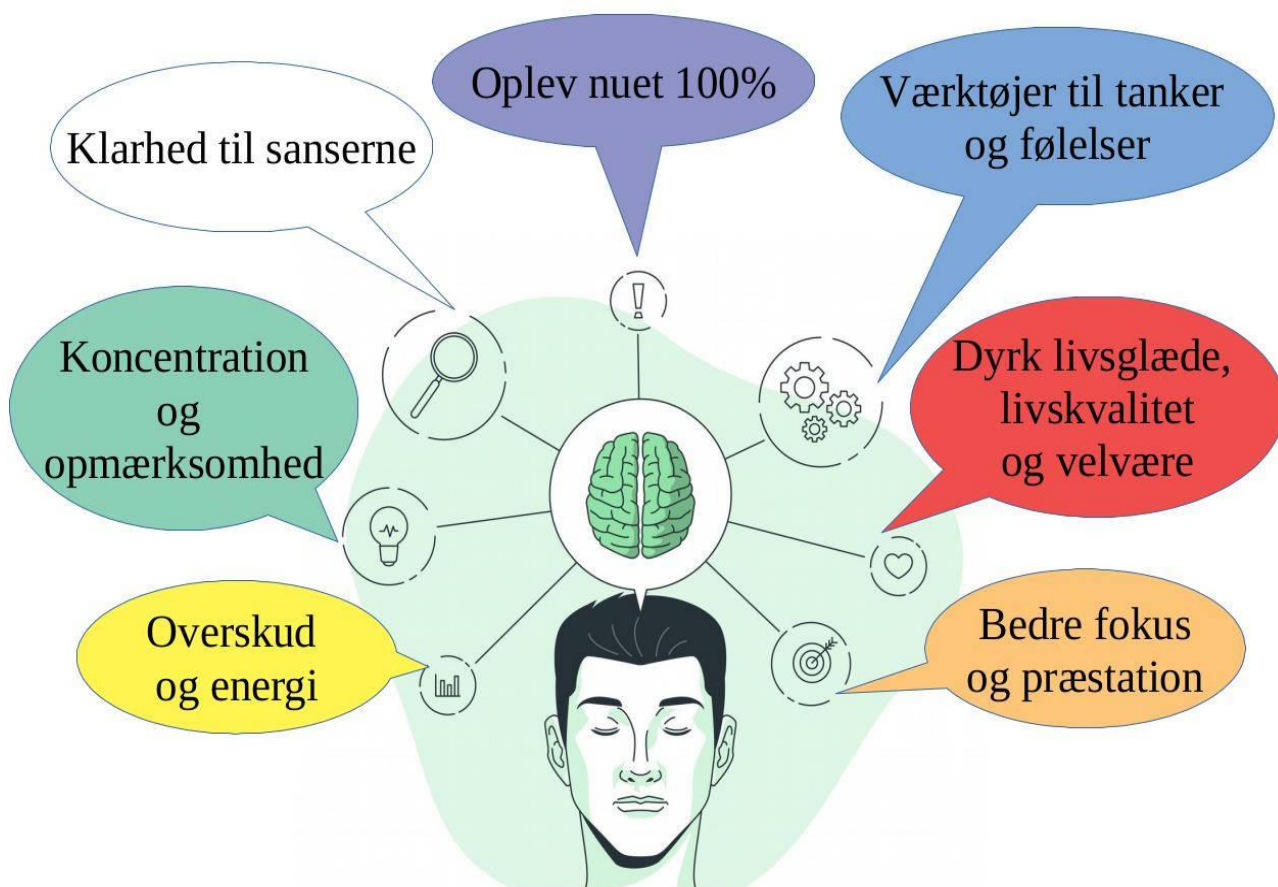 Oplev nuet 100%
Klarhed til sanserne
Værktøjer til tanker
og følelser
Koncentration
og
opmærksomhed
Dyrk livsglæde,
livskvalitet
og velvære
Overskud
og energi
Bedre fokus
og præstation